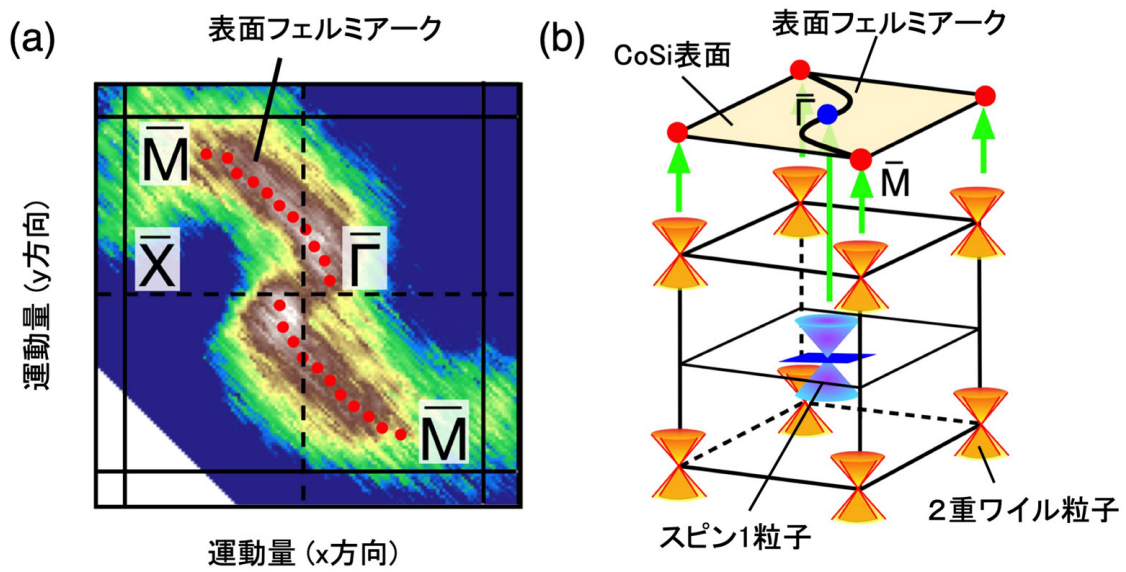 (a)
表面フェルミアーク
M̅
X̅
Γ̅
M̅
運動量 (y方向)
運動量 (x方向)
(b)
表面フェルミアーク
CoSi表面
Γ̅
M̅
スピン1粒子
2重ワイル粒子